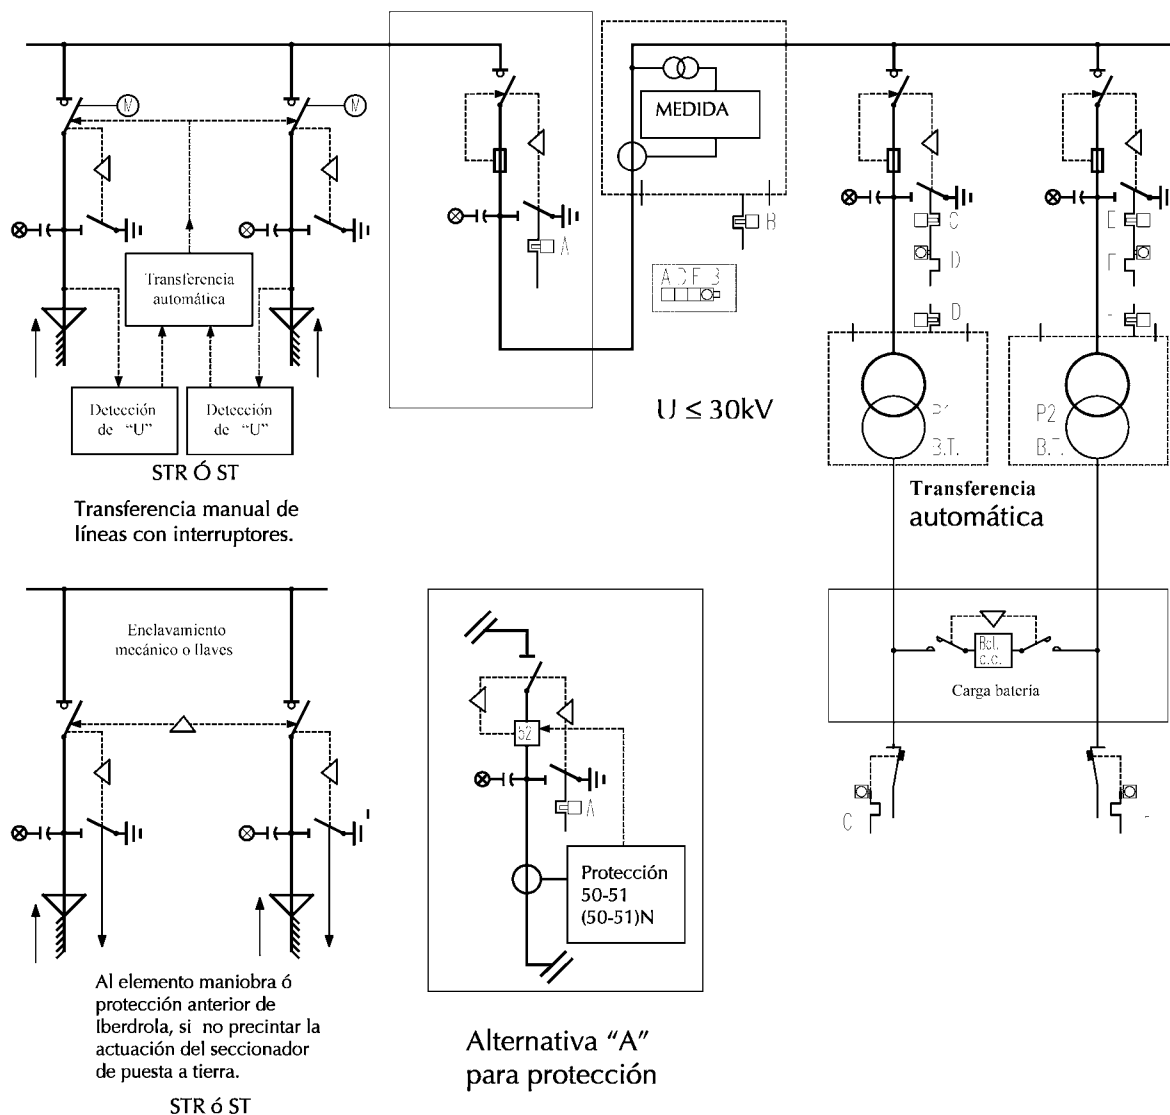 M
M
MEDIDA
A
B
A D F B
C
D
D
E
F
Transferencia
automática
Detección
de “U”
Detección
de “U”
STR Ó ST
Transferencia manual de
líneas con interruptores.
U ≤ 30kV
B.T.
P2
B.T.
Transferencia
automática
Enclavamiento
mecánico o llaves
52
A
Protección
50-51
(50-51)N
Bat.
c.c.
Carga batería
C
Al elemento maniobra ó
protección anterior de
Iberdrola, si no precintar la
actuación del seccionador
de puesta a tierra.
STR ó ST
Alternativa “A”
para protección